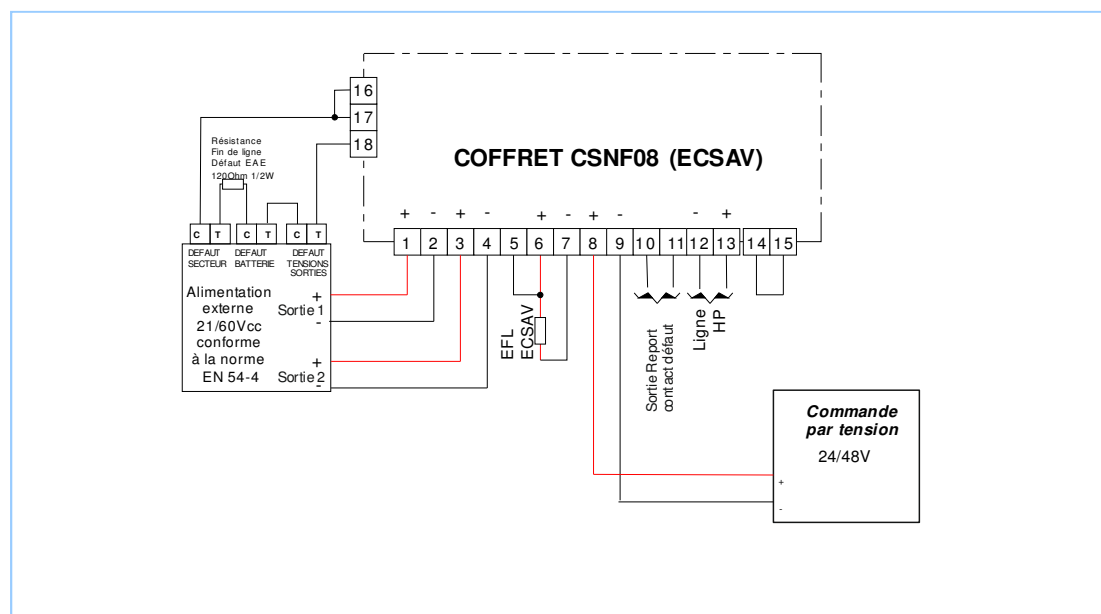 16
17
18
Résistance
Fin de ligne
Défaut EAE
120Ohm 1/2W
COFFRET CSNF08 (ECSAV)
+ - + - + - + - - +
1 2 3 4 5 6 7 8 9 10 11 12 13 14 15
C T C T C T
DEFAUT
SECTEUR
DEFAUT
BATTERIE
DEFAUT
TENSIONS
SORTIES
Alimentation
externe
21/60Vcc
conforme
à la norme
EN 54-4
+
Sortie 1
-
+
Sortie 2
-
EFL
ECSAV
Sortie Report
contact défaut
Ligne
HP
Commande
par tension
24/48V
+
-